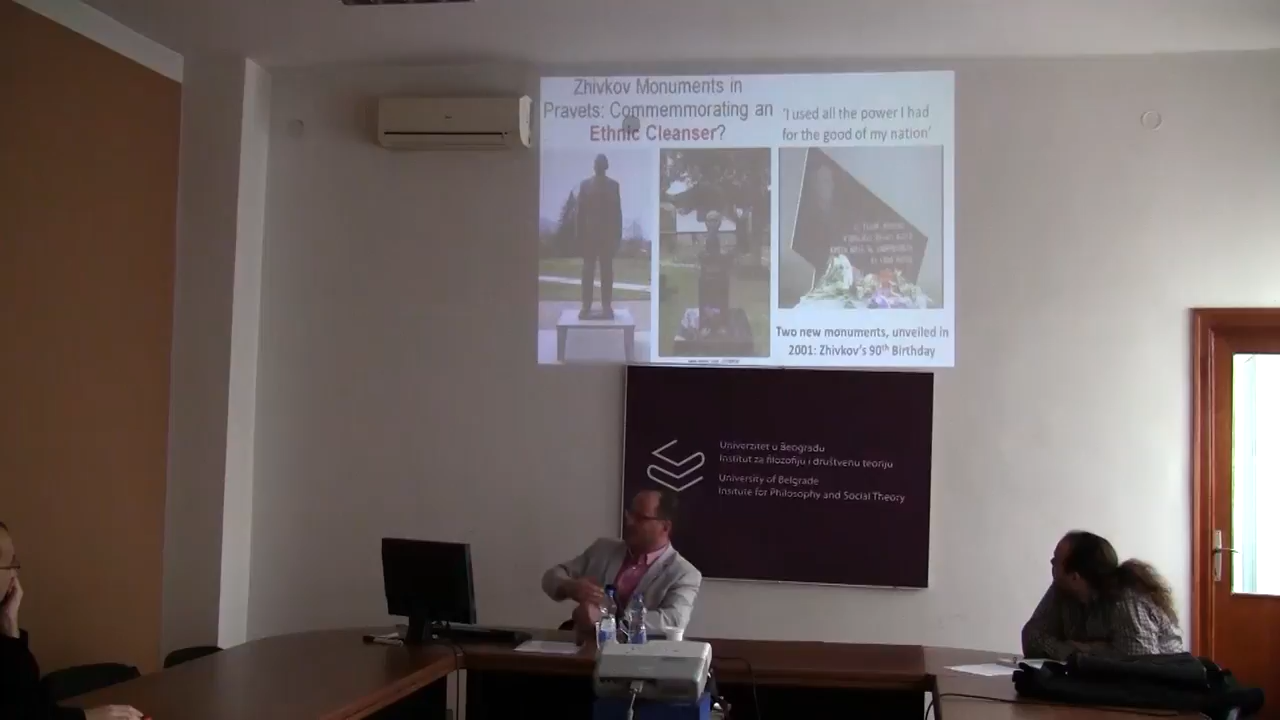 Zhivkov Monuments in
Pravets: Commemmorating an
Ethnic Cleanser?
'I used all the power I had
for the good of my nation'
Two new monuments, unveiled in
2001: Zhivkov's 90th Birthday
Univerzitet u Beogradu
Institut za filozofiju i društvenu teoriju
University of Belgrade
Institute for Philosophy and Social Theory